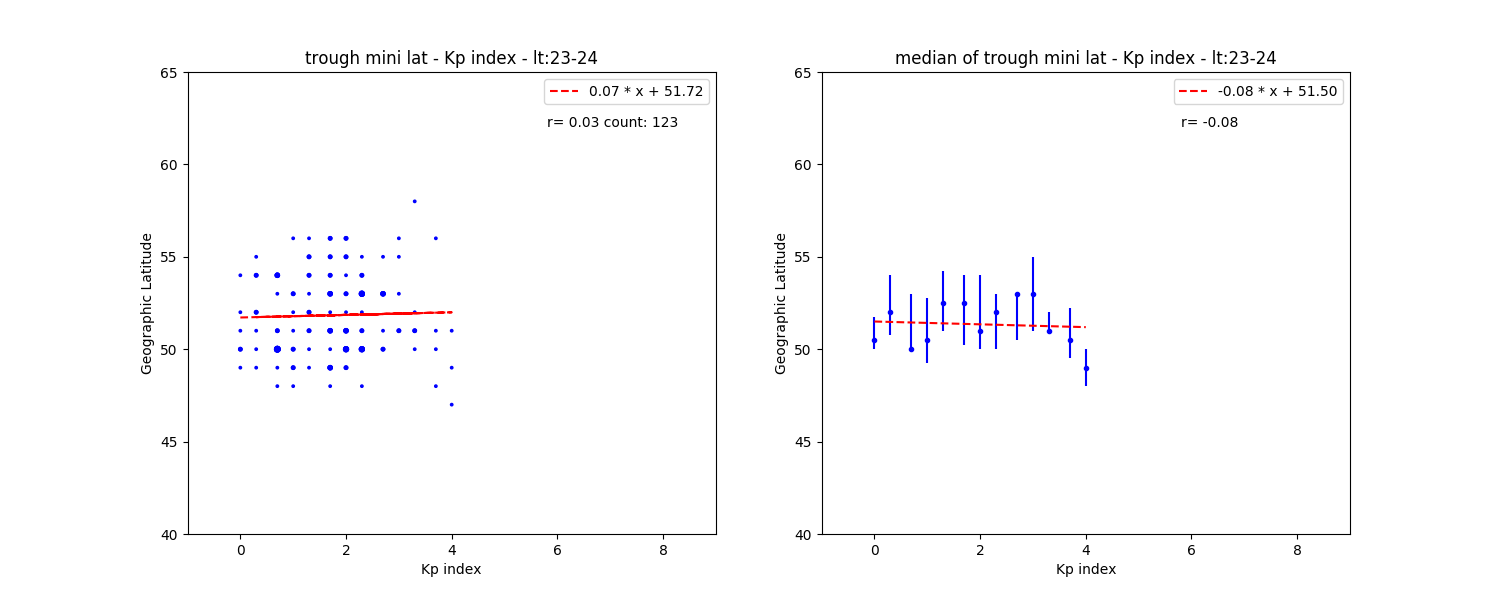 trough mini lat - Kp index - lt:23-24
0.07 * x + 51.72
r= 0.03 count: 123
65
60
55
50
45
40
Geographic Latitude
0 2 4 6 8
Kp index
median of trough mini lat - Kp index - lt:23-24
-0.08 * x + 51.50
r= -0.08
65
60
55
50
45
40
Geographic Latitude
0 2 4 6 8
Kp index